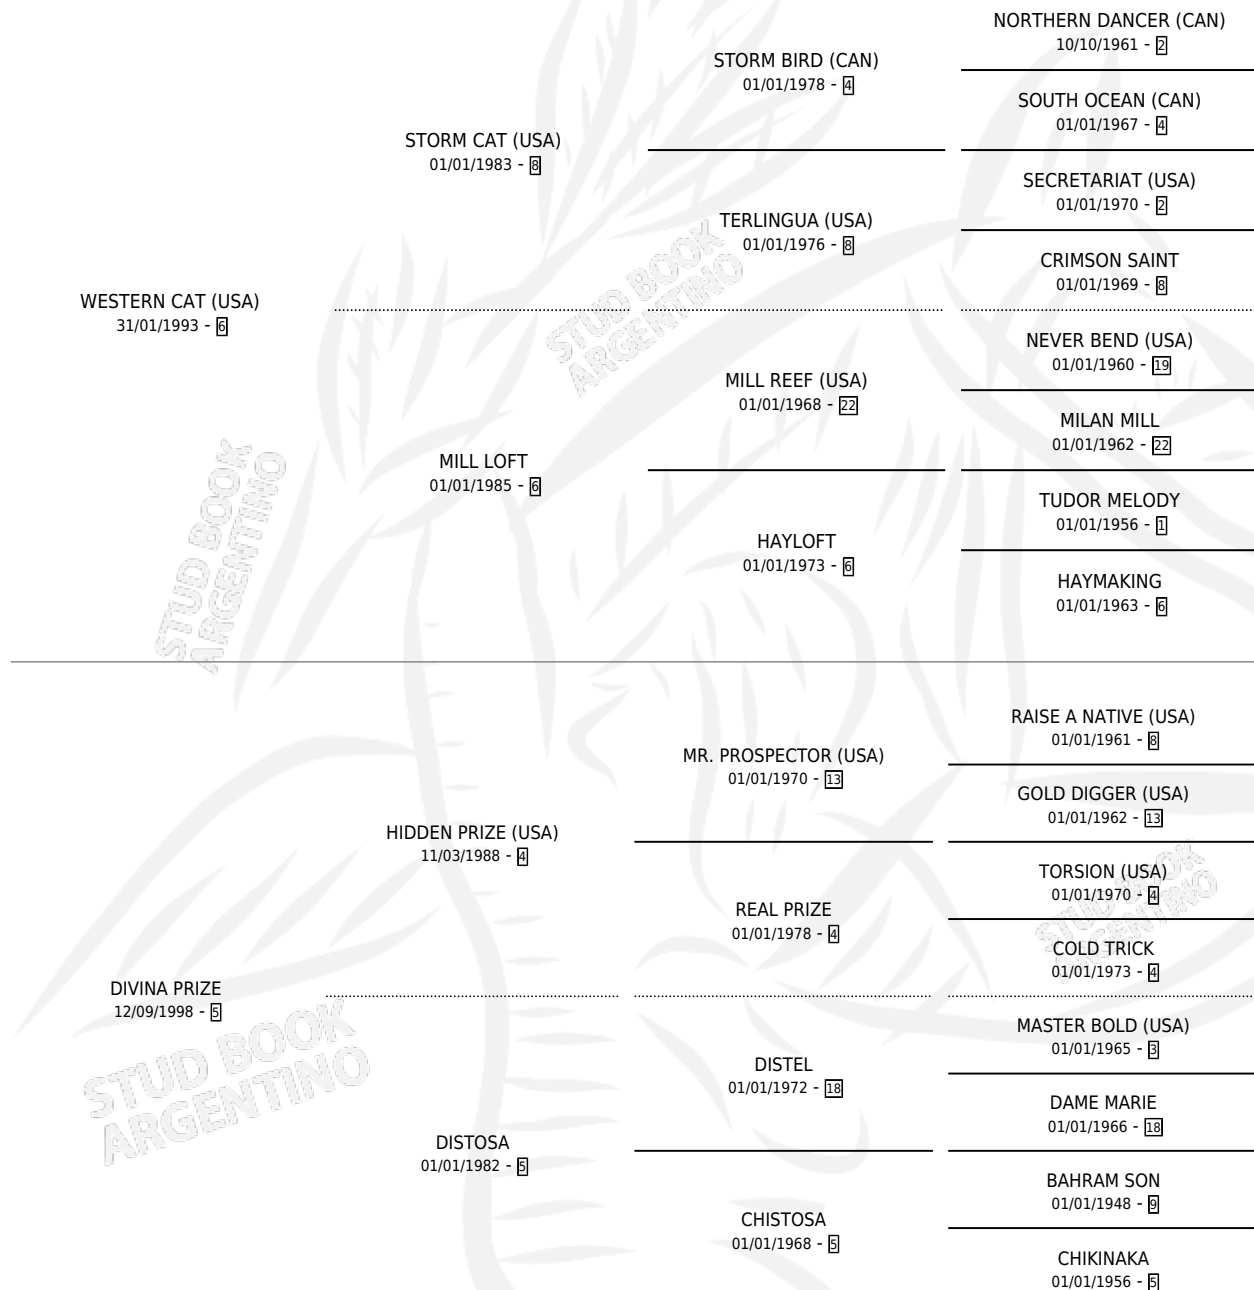 NORTHERN DANCER (CAN)
10/10/1961 - 2
STORM BIRD (CAN)
01/01/1978 - 4
SOUTH OCEAN (CAN)
01/01/1967 - 4
STORM CAT (USA)
01/01/1983 - 8
SECRETARIAT (USA)
01/01/1970 - 2
TERLINGUA (USA)
01/01/1976 - 8
CRIMSON SAINT
01/01/1969 - 8
WESTERN CAT (USA)
31/01/1993 - 6
STUD BOOK
ARGENTINO
NEVER BEND (USA)
01/01/1960 - 19
MILL REEF (USA)
01/01/1968 - 22
MILAN MILL
01/01/1962 - 22
MILL LOFT
01/01/1985 - 6
TUDOR MELODY
01/01/1956 - 1
HAYLOFT
01/01/1973 - 6
HAYMAKING
01/01/1963 - 6
STUD BOOK
ARGENTINO
RAISE A NATIVE (USA)
01/01/1961 - 8
MR. PROSPECTOR (USA)
01/01/1970 - 13
GOLD DIGGER (USA)
01/01/1962 - 13
HIDDEN PRIZE (USA)
11/03/1988 - 4
TORSION (USA)
01/01/1970 - 4
REAL PRIZE
01/01/1978 - 4
COLD TRICK
01/01/1973 - 4
STUD BOOK
ARGENTINO
DIVINA PRIZE
12/09/1998 - 5
MASTER BOLD (USA)
01/01/1965 - 3
DISTEL
01/01/1972 - 18
DAME MARIE
01/01/1966 - 18
STUD BOOK
ARGENTINO
DISTOSA
01/01/1982 - 5
BAHRAM SON
01/01/1948 - 9
CHISTOSA
01/01/1968 - 5
CHIKINAKA
01/01/1956 - 5